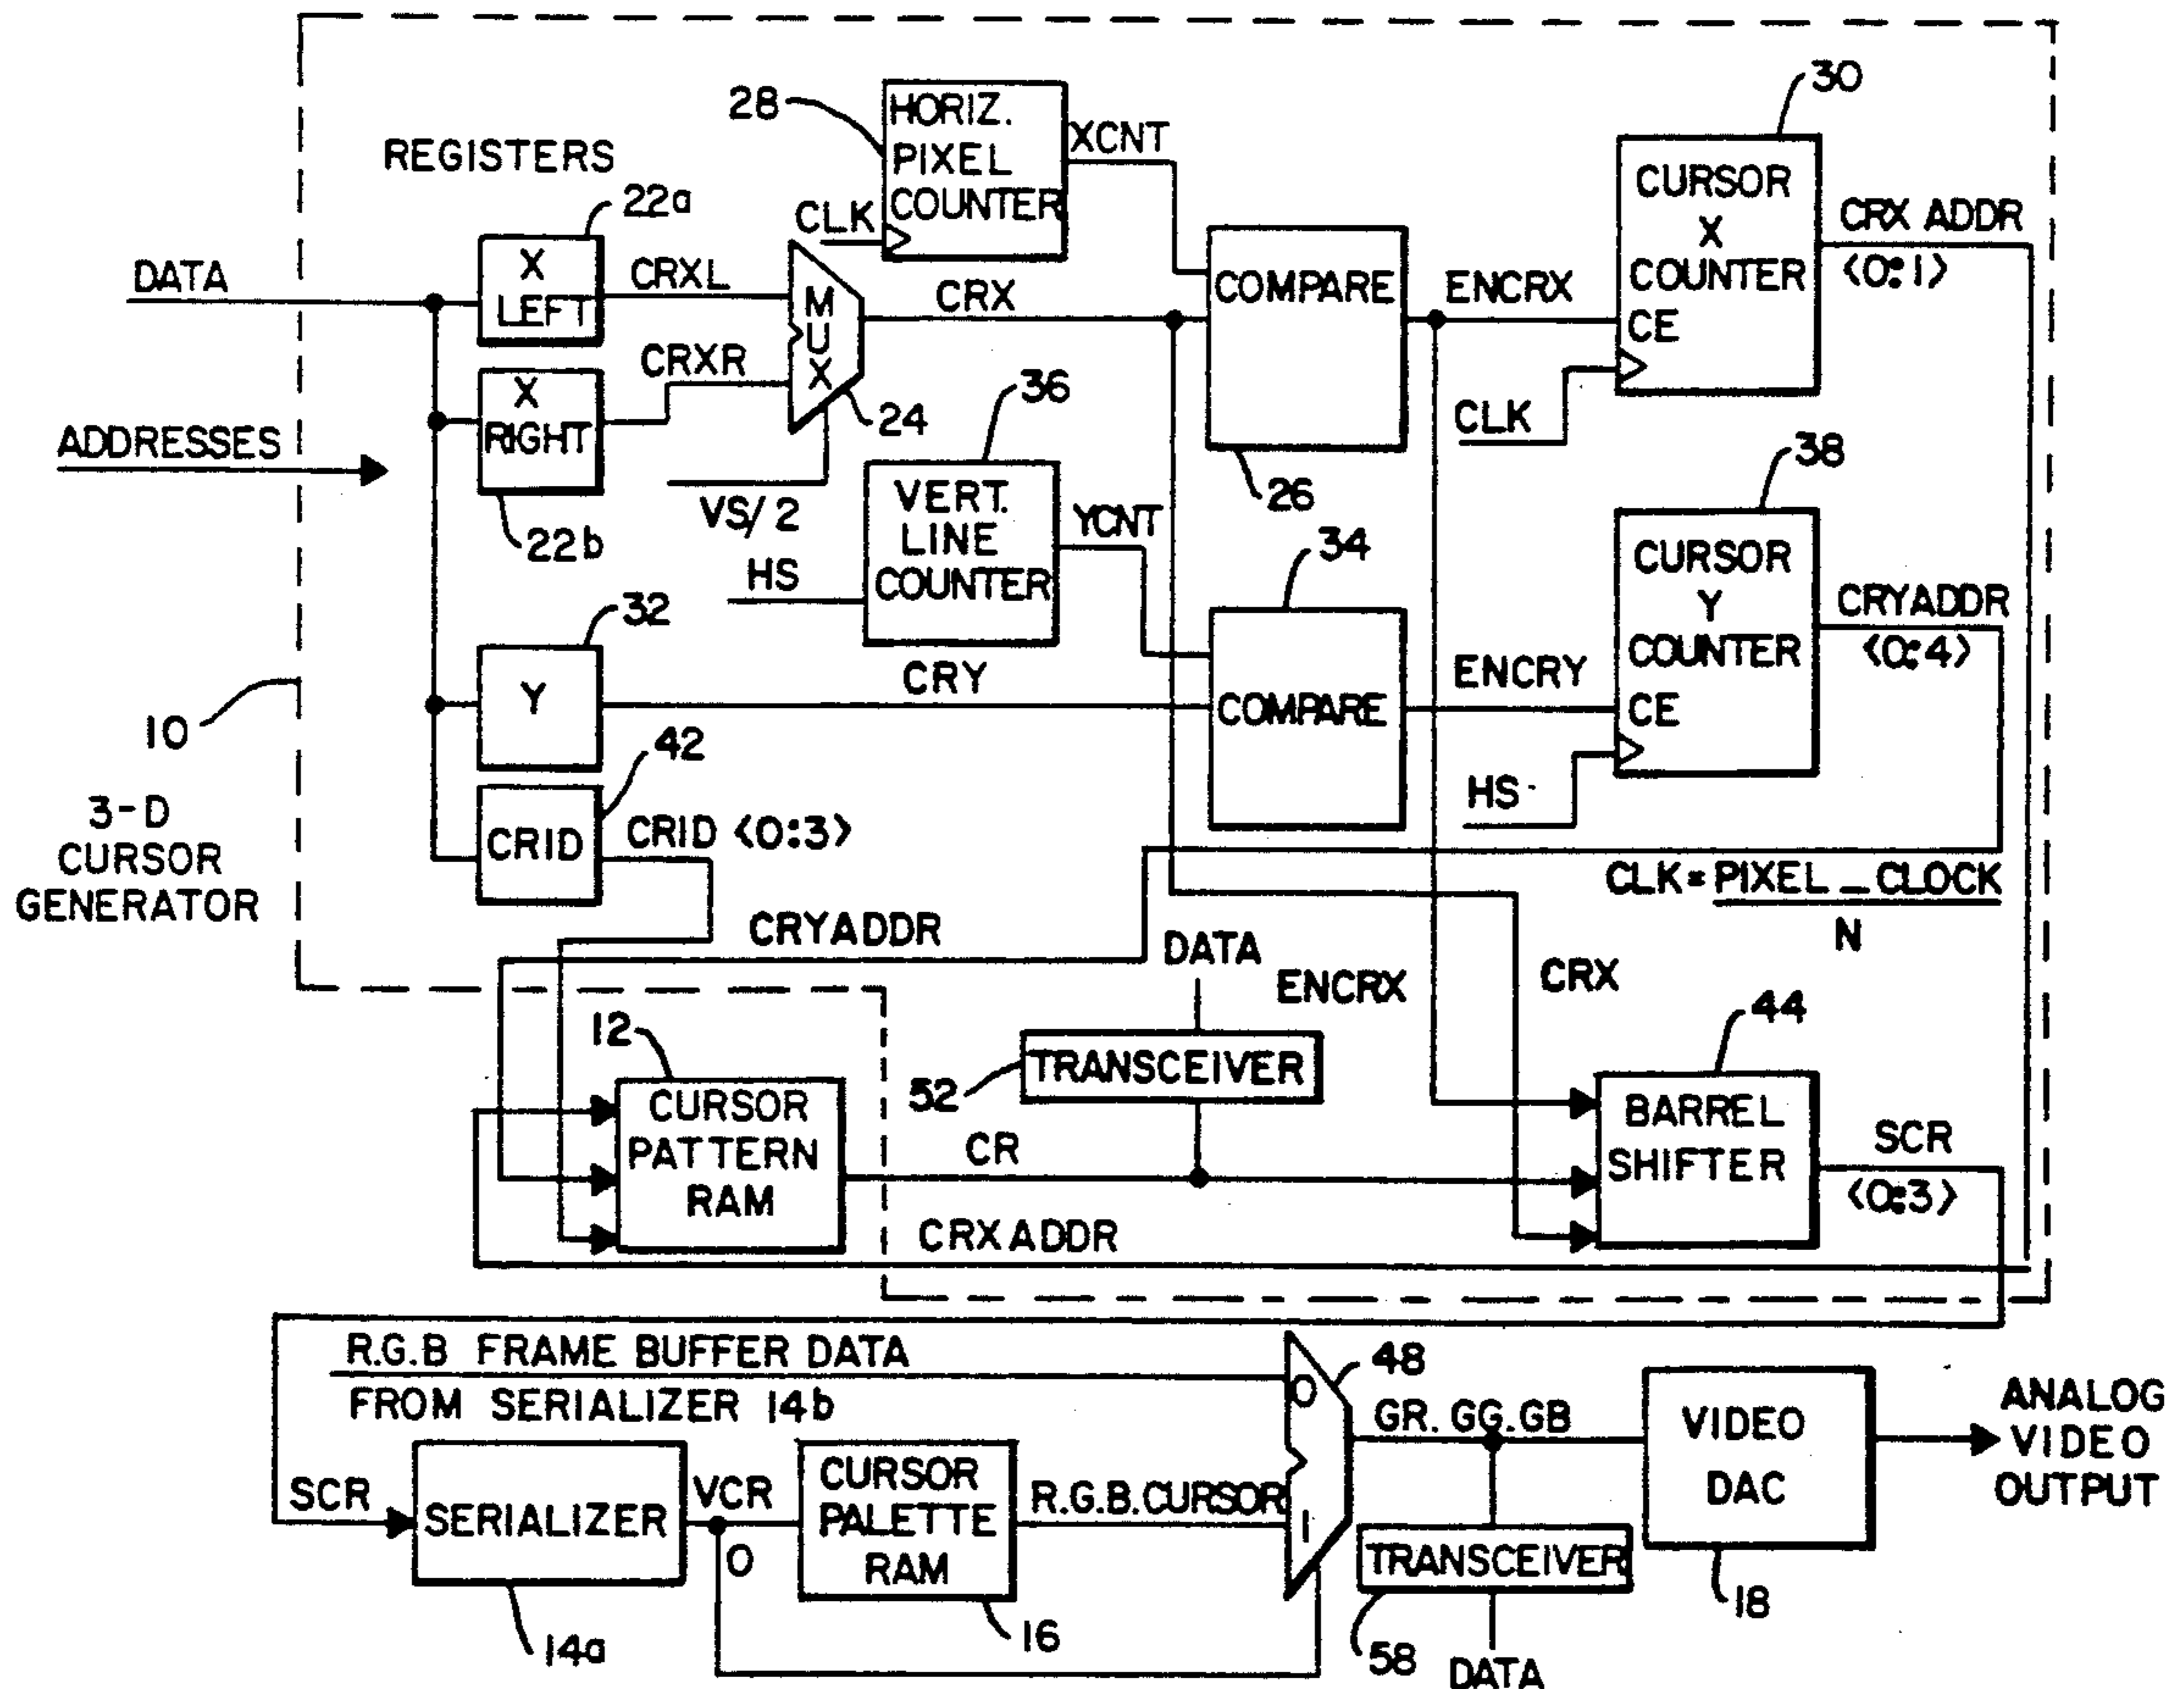 REGISTERS
28
HORIZ.
PIXEL
COUNTER
XCNT
CLK
30
CURSOR
X
COUNTER
CE
CLK
CRX ADDR
<0:1>
22a
DATA
X
LEFT
CRXL
M
U
X
CRX
COMPARE
ENCRX
26
X
RIGHT
CRXR
24
22b
VS/2
ADDRESSES
36
VERT.
LINE
COUNTER
YCNT
HS
34
COMPARE
ENCRY
38
CURSOR
Y
COUNTER
CE
HS
CRYADDR
<0:4>
32
Y
CRY
10
3-D
CURSOR
GENERATOR
42
CRID
CRID <0:3>
CLK = PIXEL_CLOCK
N
CRYADDR
DATA
ENCRX
CRX
12
CURSOR
PATTERN
RAM
52
TRANSCEIVER
CR
44
BARREL
SHIFTER
SCR
<0:3>
CRX ADDR
R.G.B FRAME BUFFER DATA
FROM SERIALIZER 14b
48
0
1
SCR
SERIALIZER
14a
VCR
0
CURSOR
PALETTE
RAM
16
R.G.B.CURSOR
GR. GG.GB
TRANSCEIVER
58
DATA
VIDEO
DAC
18
ANALOG
VIDEO
OUTPUT